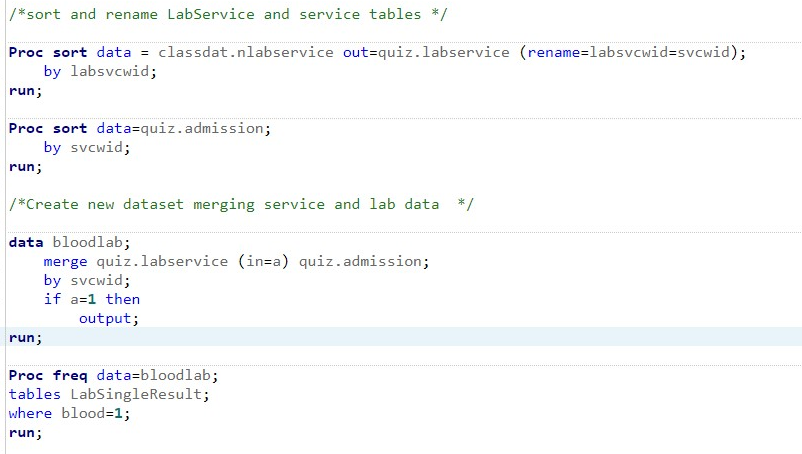 /*sort and rename LabService and service tables */
Proc sort data = classdat.nlabservice out=quiz.labservice (rename=labsvcwid=svcwid);
by labsvcwid;
run;
Proc sort data=quiz.admission;
by svcwid;
run;
/*Create new dataset merging service and lab data  */
data bloodlab;
merge quiz.labservice (in=a) quiz.admission;
by svcwid;
if a=1 then
output;
run;
Proc freq data=bloodlab;
tables LabSingleResult;
where blood=1;
run;